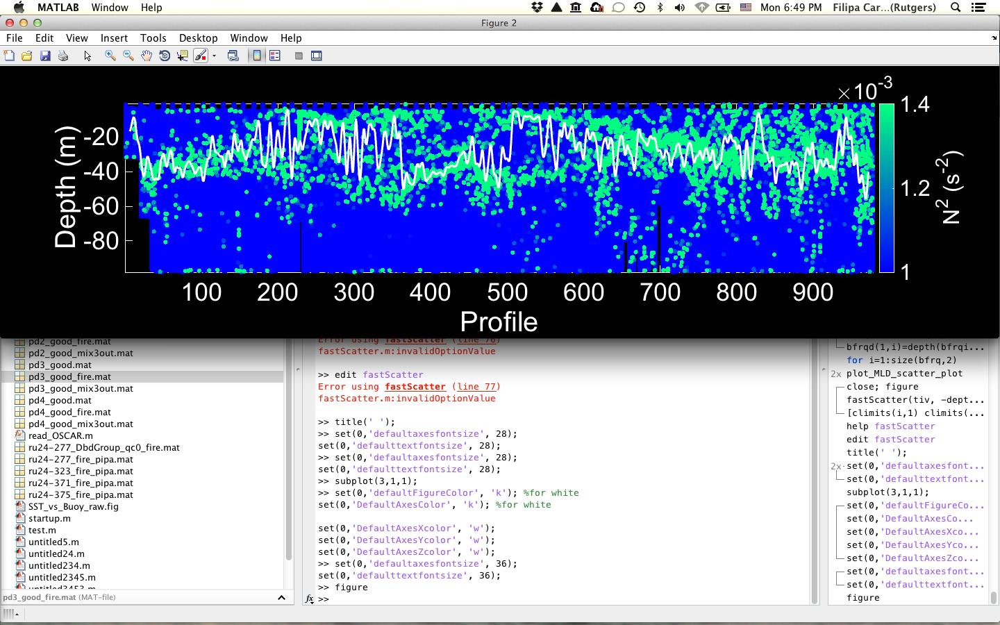 MATLAB Window Help
Mon 6:49 PM Filipa Car...(Rutgers)
Figure 2
File Edit View Insert Tools Desktop Window Help
×10-3
1.4
1.2
1
N2 (s-2)
Depth (m)
-20
-40
-60
-80
100 200 300 400 500 600 700 800 900
Profile
pd2_good_fire.mat
pd2_good_mix3out.mat
pd3_good.mat
pd3_good_fire.mat
pd3_good_mix3out.mat
pd4_good.mat
pd4_good_fire.mat
pd4_good_mix3out.mat
read_OSCAR.m
ru24-277_DbdGroup_qc0_fire.mat
ru24-277_fire_pipa.mat
ru24-323_fire_pipa.mat
ru24-371_fire_pipa.mat
ru24-375_fire_pipa.mat
SST_vs_Buoy_raw.fig
startup.m
test.m
untitled5.m
untitled24.m
untitled234.m
untitled2345.m
untitled3453.m
pd3_good_fire.mat (MAT-file)
Error using fastScatter (line 76)
fastScatter.m:invalidOptionValue
>> edit fastScatter
Error using fastScatter (line 77)
fastScatter.m:invalidOptionValue
>> title(' ');
>> set(0,'defaultaxesfontsize', 28);
set(0,'defaulttextfontsize', 28);
>> set(0,'defaultaxesfontsize', 28);
set(0,'defaulttextfontsize', 28);
>> subplot(3,1,1);
>> set(0,'defaultFigureColor', 'k'); %for white
set(0,'DefaultAxesColor', 'k'); %for white
set(0,'DefaultAxesXcolor', 'w');
set(0,'DefaultAxesYcolor', 'w');
set(0,'DefaultAxesZcolor', 'w');
>> set(0,'defaultaxesfontsize', 36);
set(0,'defaulttextfontsize', 36);
>> figure
fx >>
bfrqd(1,i)=depth(bfrqi...
for i=1:size(bfrq,2)
2x plot_MLD_scatter_plot
close; figure
fastScatter(tiv, -dept...
[climits(i,1) climits(...
help fastScatter
edit fastScatter
title(' ');
2x set(0,'defaultaxesfont...
set(0,'defaulttextfont...
subplot(3,1,1);
set(0,'defaultFigureCo...
set(0,'DefaultAxesCo...
set(0,'DefaultAxesXco...
set(0,'DefaultAxesYco...
set(0,'DefaultAxesZco...
set(0,'defaultaxesfont...
set(0,'defaulttextfont...
figure